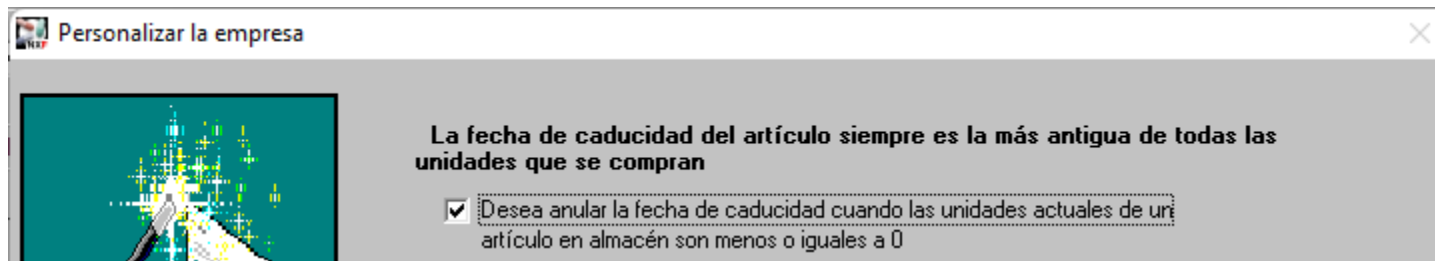 Personalizar la empresa
La fecha de caducidad del artículo siempre es la más antigua de todas las
unidades que se compran
Desea anular la fecha de caducidad cuando las unidades actuales de un
artículo en almacén son menos o iguales a 0